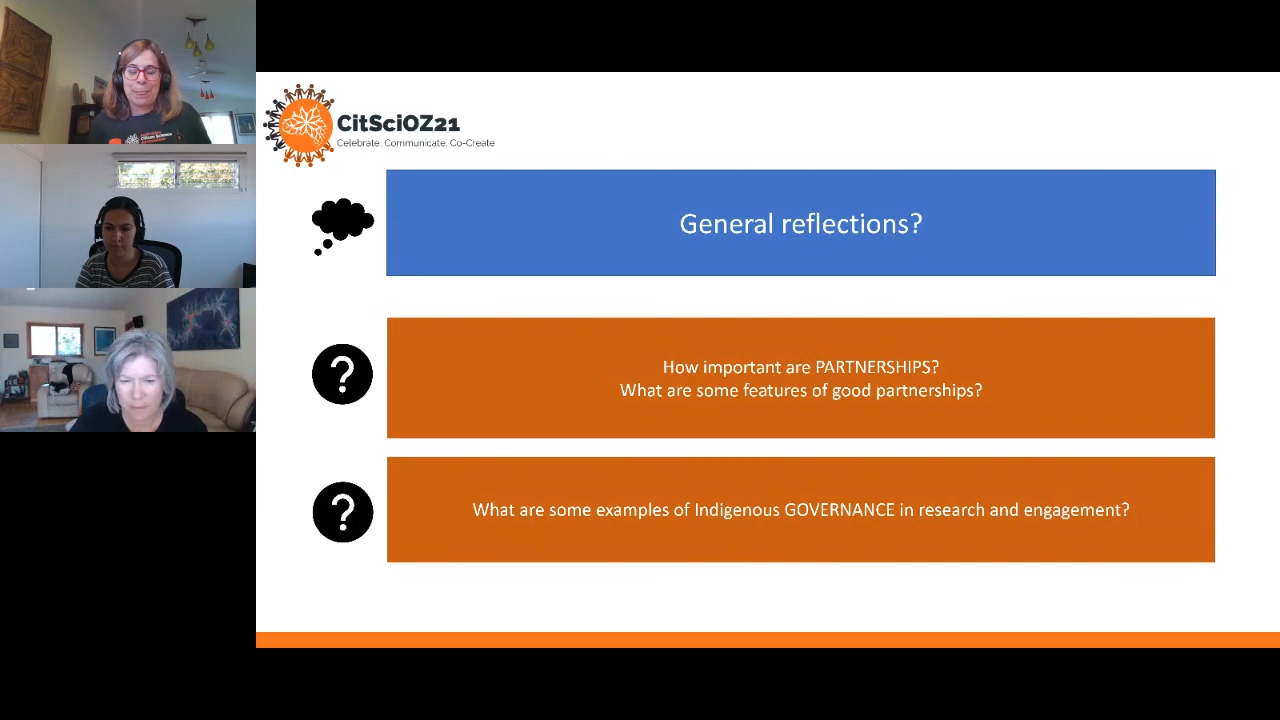 CitSciOZ21
Celebrate. Communicate. Co-Create
General reflections?
How important are PARTNERSHIPS?
What are some features of good partnerships?
What are some examples of Indigenous GOVERNANCE in research and engagement?